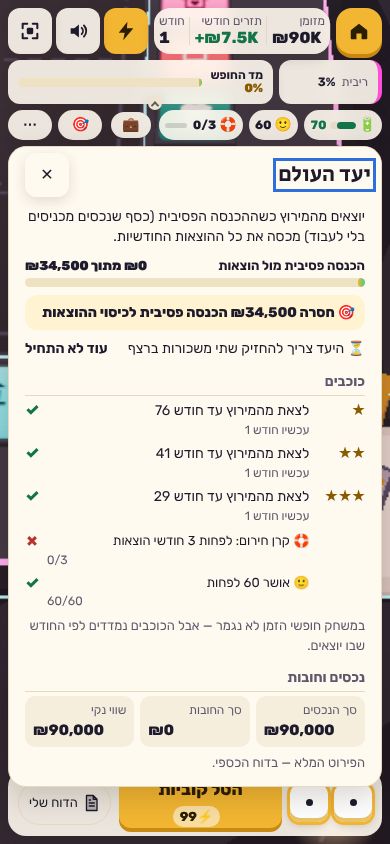 מזומן
₪90K
תזרים חודשי
+₪7.5K
חודש
1
ריבית 3%
מד החופש
0%
70
🙂 60
🛟 0/3
...
יעד העולם
✕
יוצאים מהמירוץ כשההכנסה הפסיבית (כסף שנכסים מכניסים
בלי לעבוד) מכסה את כל ההוצאות החודשיות.
הכנסה פסיבית מול הוצאות
₪0 מתוך ₪34,500
🎯 חסרה ₪34,500 הכנסה פסיבית לכיסוי ההוצאות
⏳ היעד צריך להחזיק שתי משכורות ברצף
עוד לא התחיל
כוכבים
★ לצאת מהמירוץ עד חודש 76 ✔
עכשיו חודש 1
★★ לצאת מהמירוץ עד חודש 41 ✔
עכשיו חודש 1
★★★ לצאת מהמירוץ עד חודש 29 ✔
עכשיו חודש 1
🛟 קרן חירום: לפחות 3 חודשי הוצאות ✖
0/3
🙂 אושר 60 לפחות ✔
60/60
במשחק חופשי הזמן לא נגמר — אבל הכוכבים נמדדים לפי החודש
שבו יוצאים.
נכסים וחובות
סך הנכסים
₪90,000
סך החובות
₪0
שווי נקי
₪90,000
הפירוט המלא — בדוח הכספי.
הטל קוביות
⚡99
הדוח שלי